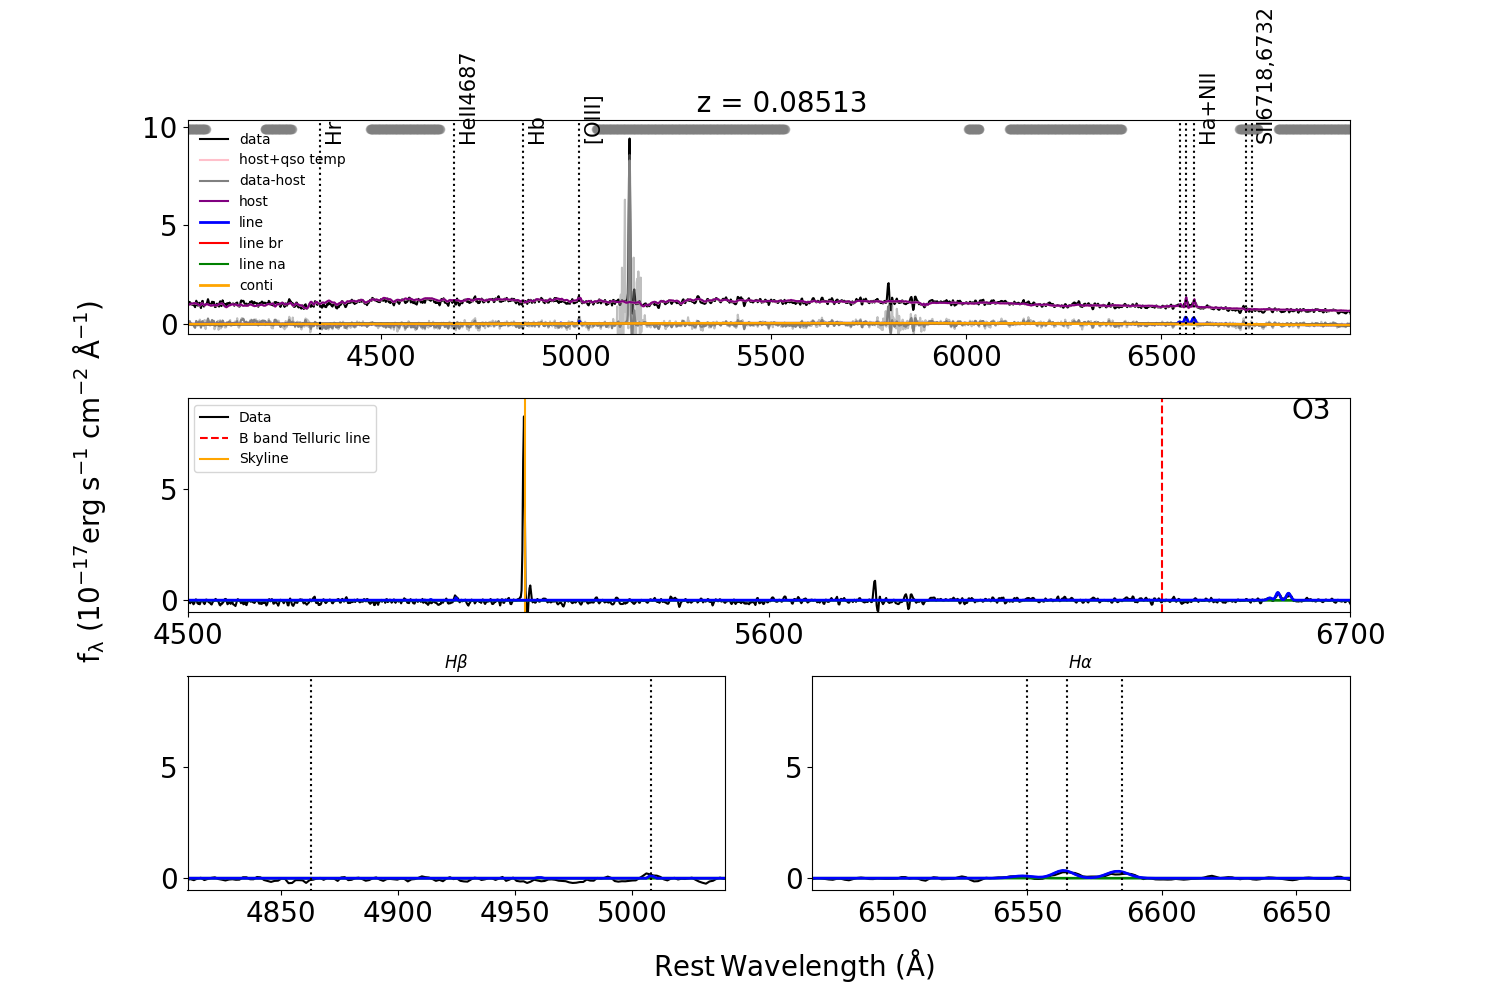 z = 0.08513
Hr
HeII4687
Hb
[OIII]
Ha+NII
SII6718,6732
10
5
0
data
host+qso temp
data-host
host
line
line br
line na
conti
4500 5000 5500 6000 6500
O3
Data
B band Telluric line
Skyline
5
0
4500 5600 6700
fλ (10⁻¹⁷erg s⁻¹ cm⁻² Å⁻¹)
Hβ
5
0
4850 4900 4950 5000
Hα
5
0
6500 6550 6600 6650
Rest Wavelength (Å)